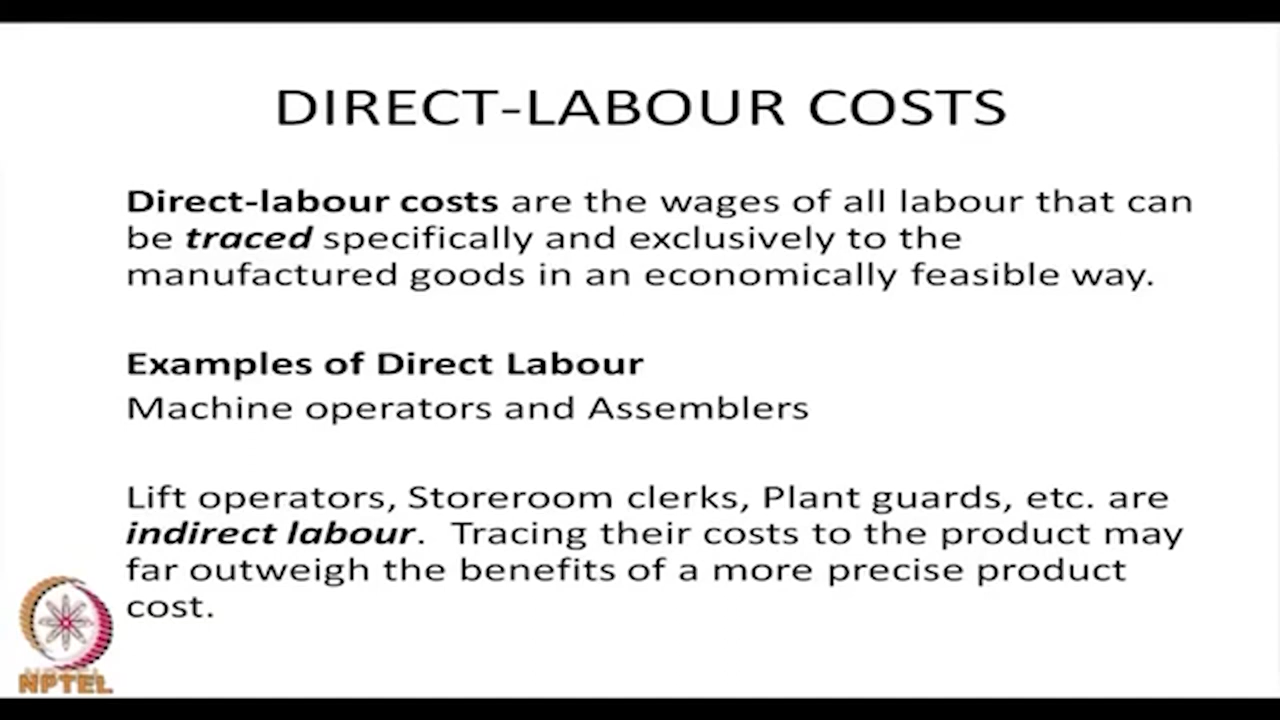 DIRECT-LABOUR COSTS
Direct-labour costs are the wages of all labour that can
be traced specifically and exclusively to the
manufactured goods in an economically feasible way.
Examples of Direct Labour
Machine operators and Assemblers
Lift operators, Storeroom clerks, Plant guards, etc. are
indirect labour.  Tracing their costs to the product may
far outweigh the benefits of a more precise product
cost.
NPTEL